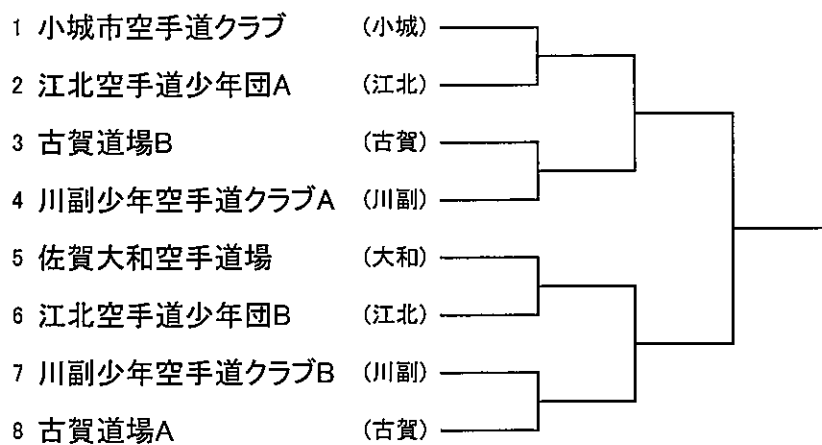 1 小城市空手道クラブ (小城)
2 江北空手道少年団A (江北)
3 古賀道場B (古賀)
4 川副少年空手道クラブA (川副)
5 佐賀大和空手道場 (大和)
6 江北空手道少年団B (江北)
7 川副少年空手道クラブB (川副)
8 古賀道場A (古賀)